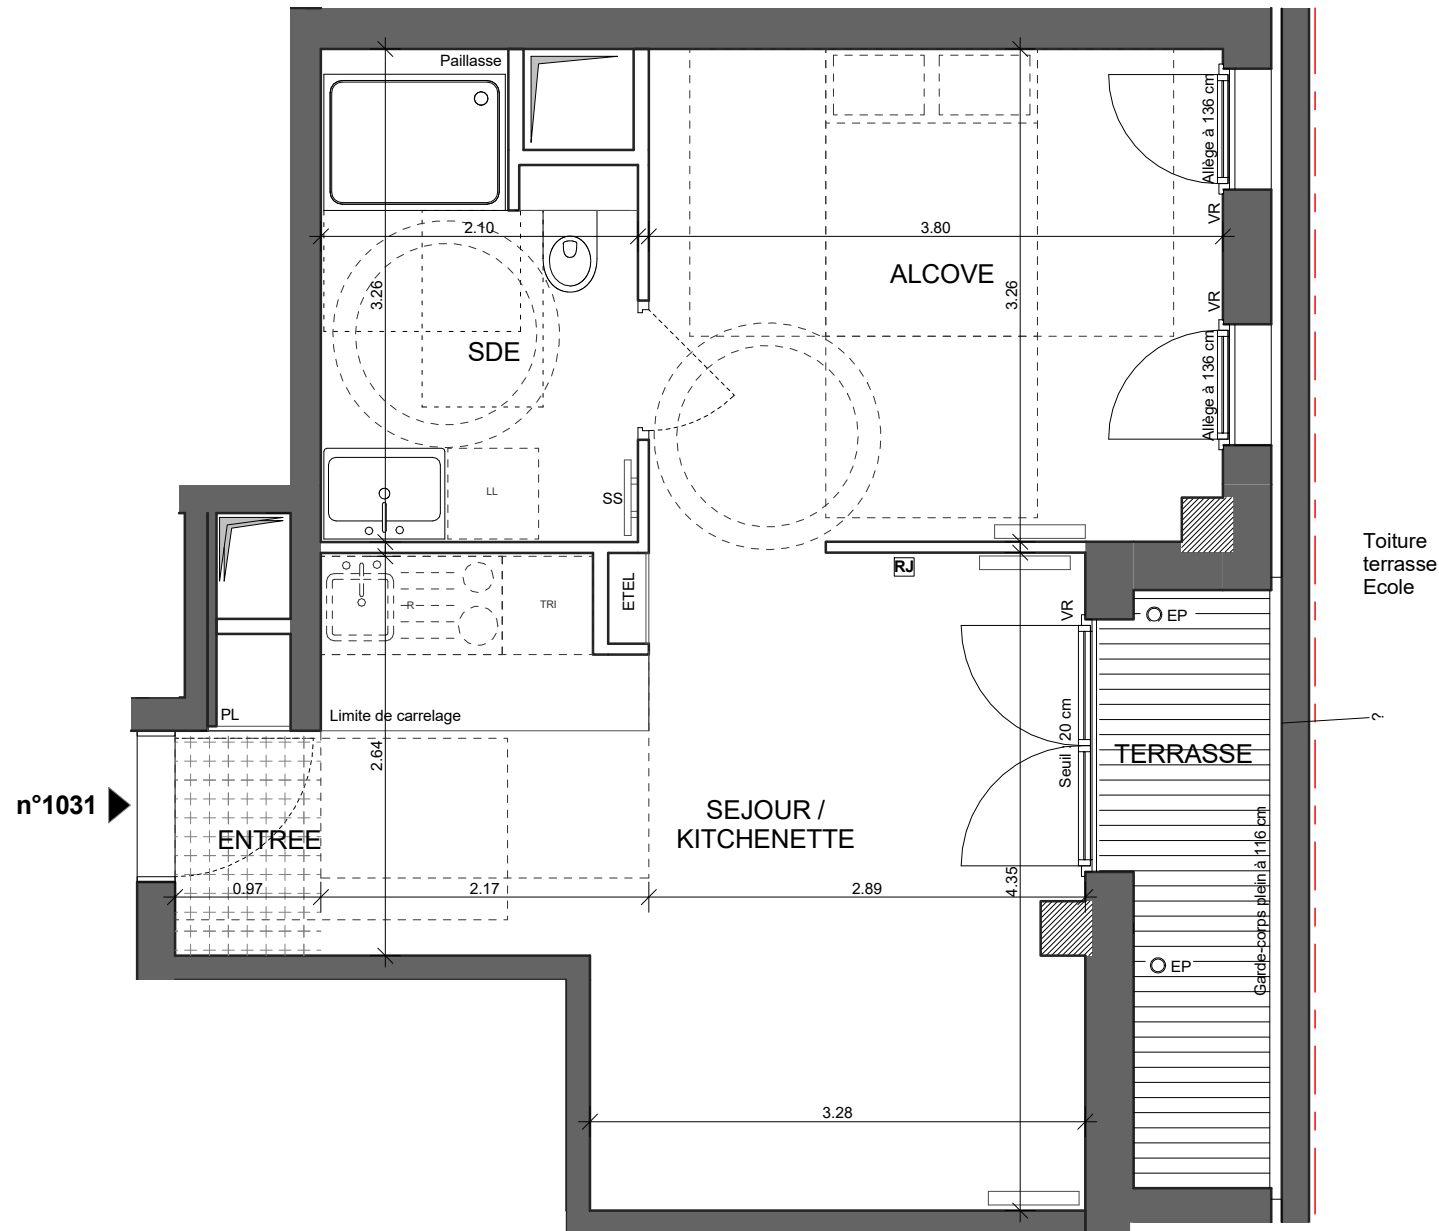 Paillasse
Allège à 136 cm
VR
2.10
3.80
ALCOVE
3.26
3.26
VR
SDE
Allège à 136 cm
LL
SS
Toiture
terrasse
Ecole
RJ
ETEL
R
TRI
VR
EP
PL
Limite de carrelage
?
2.64
Seuil 20 cm
TERRASSE
n°1031
SEJOUR /
KITCHENETTE
ENTREE
Garde-corps plein à 116 cm
0.97
2.17
2.89
4.35
EP
3.28